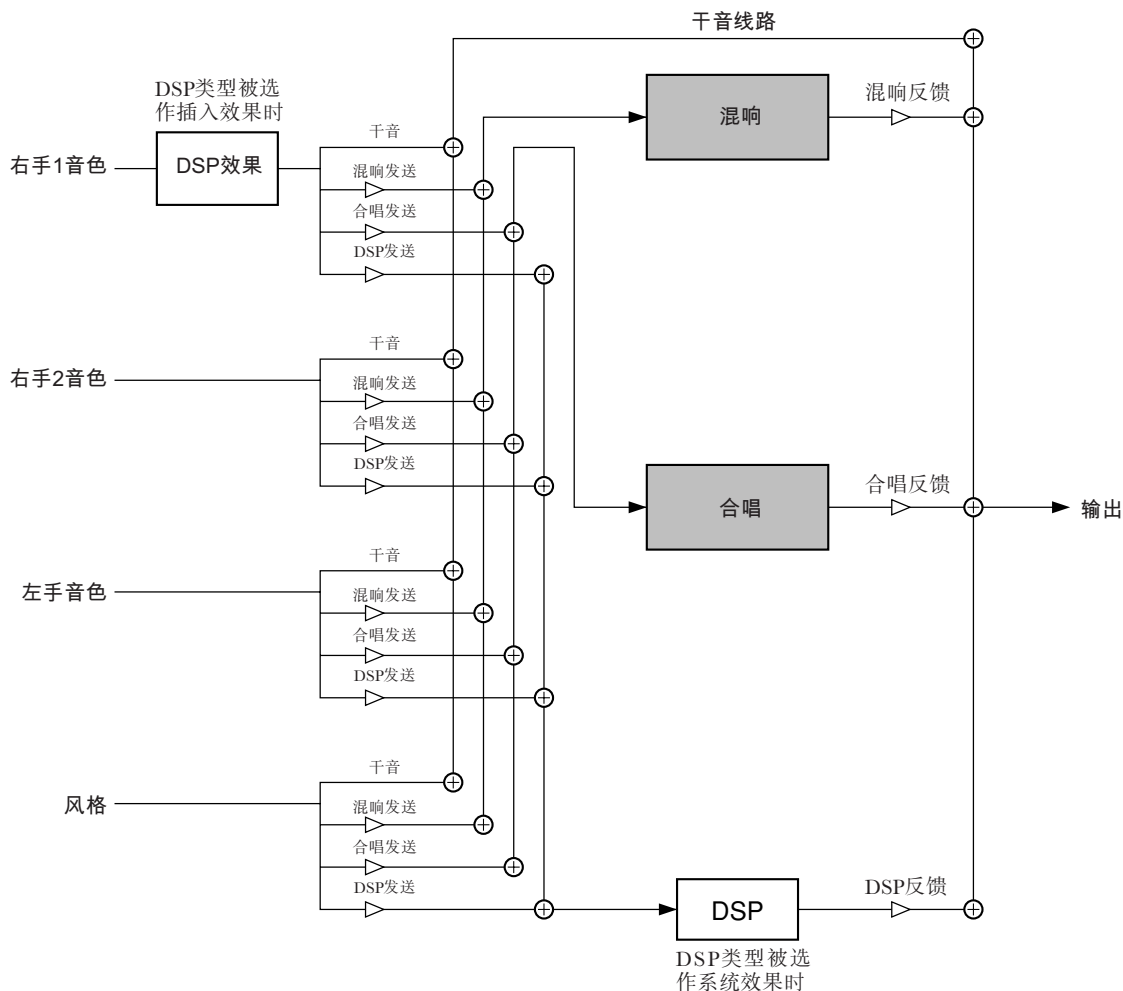 干音线路
DSP类型被选
作插入效果时
混响反馈
混响
干音
右手1音色
DSP效果
混响发送
合唱发送
DSP发送
干音
右手2音色
混响发送
合唱发送
DSP发送
合唱反馈
合唱
输出
干音
左手音色
混响发送
合唱发送
DSP发送
干音
风格
混响发送
合唱发送
DSP发送
DSP
DSP反馈
DSP类型被选
作系统效果时